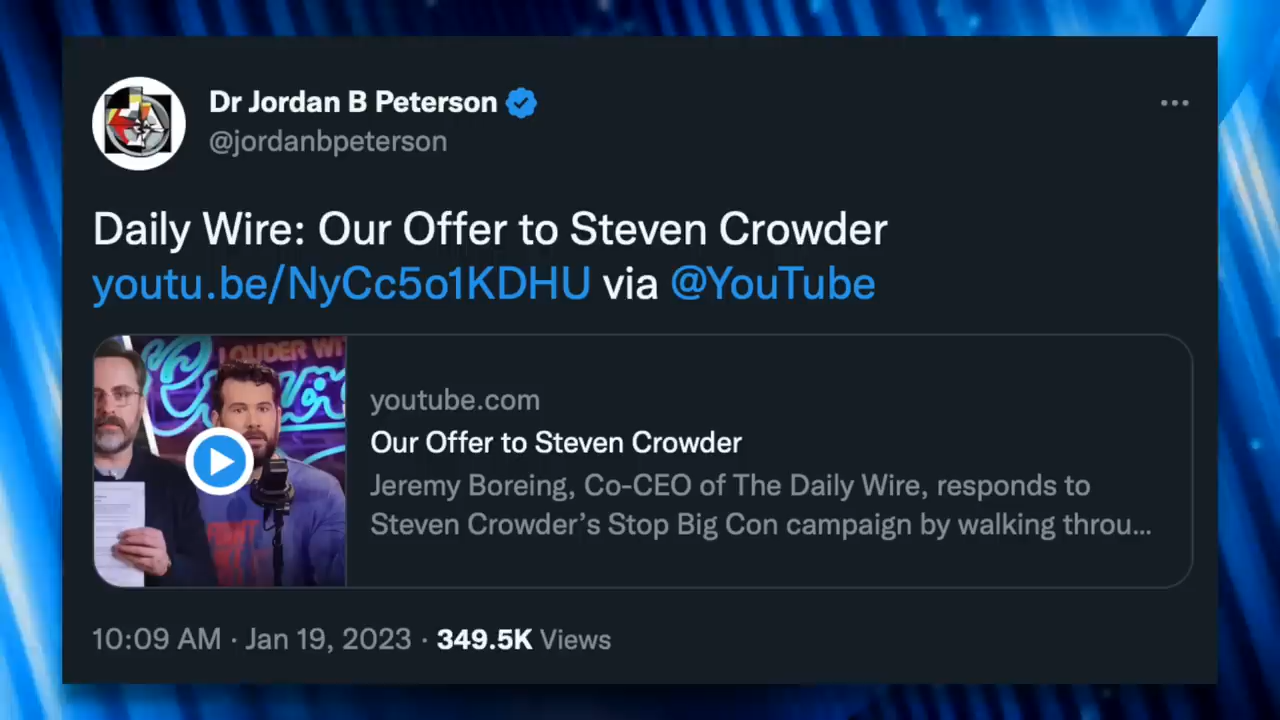 Dr Jordan B Peterson
@jordanbpeterson
Daily Wire: Our Offer to Steven Crowder
youtu.be/NyCc5o1KDHU via @YouTube
LOUDER WI
youtube.com
Our Offer to Steven Crowder
Jeremy Boreing, Co-CEO of The Daily Wire, responds to
Steven Crowder’s Stop Big Con campaign by walking throu...
10:09 AM · Jan 19, 2023 · 349.5K Views